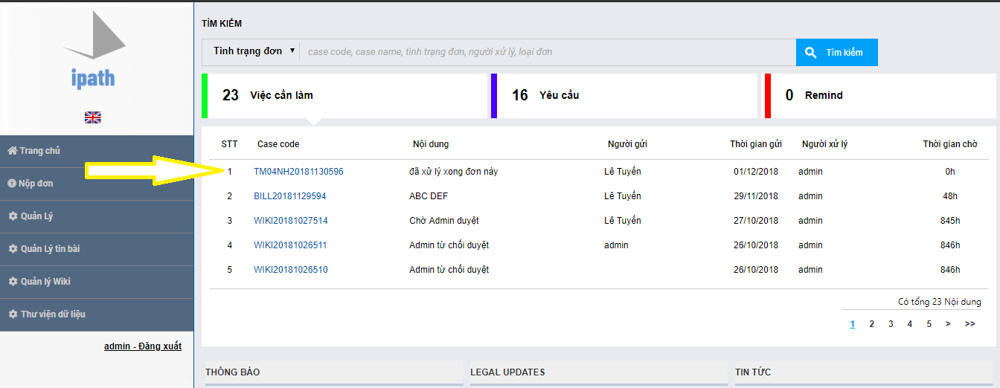 ipath
Trang chủ
Nộp đơn
Quản Lý
Quản Lý tin bài
Quản lý Wiki
Thư viện dữ liệu
admin - Đăng xuất
TÌM KIẾM
Tình trạng đơn ▼ case code, case name, tình trạng đơn, người xử lý, loại đơn Tìm kiếm
23 Việc cần làm 16 Yêu cầu 0 Remind
STT Case code Nội dung Người gửi Thời gian gửi Người xử lý Thời gian chờ
1 TM04NH20181130596 đã xử lý xong đơn này Lê Tuyến 01/12/2018 admin 0h
2 BILL20181129594 ABC DEF Lê Tuyến 29/11/2018 admin 48h
3 WIKI20181027514 Chờ Admin duyệt Lê Tuyến 27/10/2018 admin 845h
4 WIKI20181026511 Admin từ chối duyệt admin 26/10/2018 admin 846h
5 WIKI20181026510 Admin từ chối duyệt 26/10/2018 admin 846h
Có tổng 23 Nội dung
1 2 3 4 5 > >>
THÔNG BÁO LEGAL UPDATES TIN TỨC